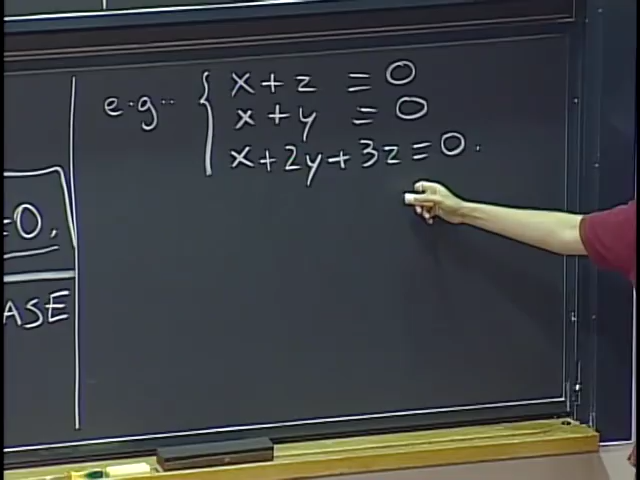 e.g.. { x + z = 0
x + y = 0
x + 2y + 3z = 0.
=0.
ASE